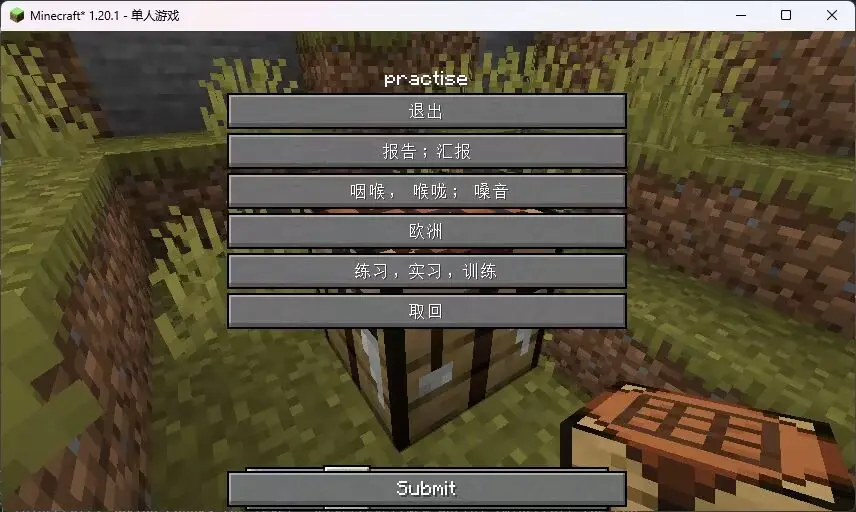 Minecraft* 1.20.1 - 单人游戏
practise
退出
报告；汇报
咽喉， 喉咙； 嗓音
欧洲
练习，实习，训练
取回
Submit